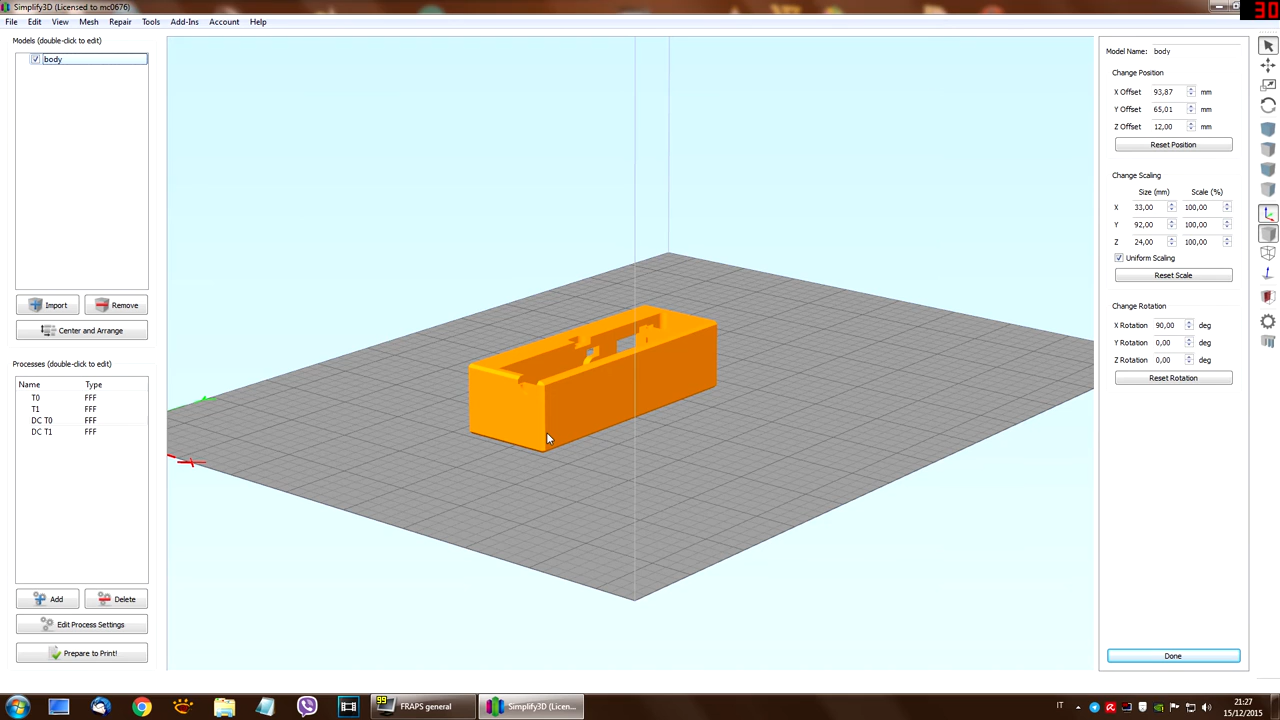 Simplify3D (Licensed to mc0676)
30
File Edit View Mesh Repair Tools Add-Ins Account Help
Models (double-click to edit)
body
Import Remove
Center and Arrange
Processes (double-click to edit)
Name Type
T0 FFF
T1 FFF
DC T0 FFF
DC T1 FFF
Add Delete
Edit Process Settings
Prepare to Print!
Model Name: body
Change Position
X Offset 93,87 mm
Y Offset 65,01 mm
Z Offset 12,00 mm
Reset Position
Change Scaling
Size (mm) Scale (%)
X 33,00 100,00
Y 92,00 100,00
Z 24,00 100,00
Uniform Scaling
Reset Scale
Change Rotation
X Rotation 90,00 deg
Y Rotation 0,00 deg
Z Rotation 0,00 deg
Reset Rotation
Done
99 FRAPS general
Simplify3D (Licen...
IT
21:27
15/12/2015